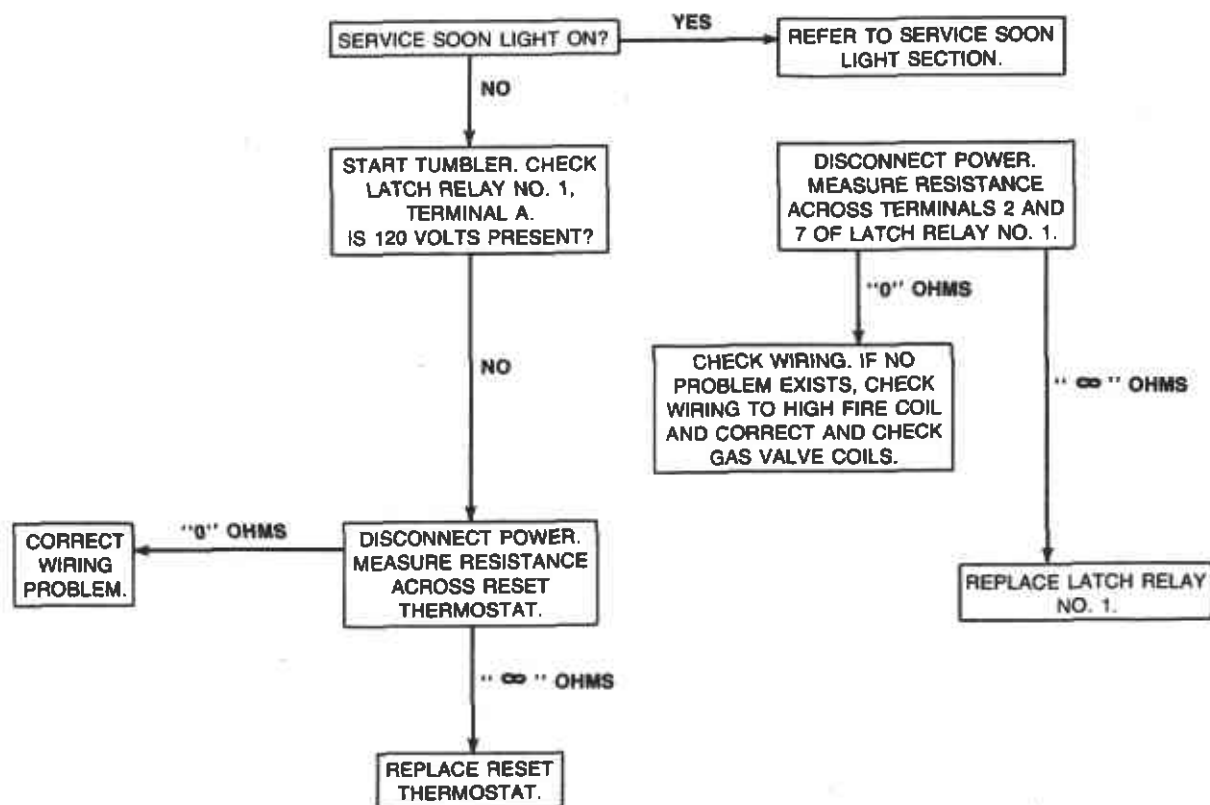 SERVICE SOON LIGHT ON?
YES
REFER TO SERVICE SOON
LIGHT SECTION.
NO
START TUMBLER. CHECK
LATCH RELAY NO. 1,
TERMINAL A.
IS 120 VOLTS PRESENT?
DISCONNECT POWER.
MEASURE RESISTANCE
ACROSS TERMINALS 2 AND
7 OF LATCH RELAY NO. 1.
"0" OHMS
CHECK WIRING. IF NO
PROBLEM EXISTS, CHECK
WIRING TO HIGH FIRE COIL
AND CORRECT AND CHECK
GAS VALVE COILS.
" ∞ " OHMS
REPLACE LATCH RELAY
NO. 1.
NO
DISCONNECT POWER.
MEASURE RESISTANCE
ACROSS RESET
THERMOSTAT.
"0" OHMS
CORRECT
WIRING
PROBLEM.
" ∞ " OHMS
REPLACE RESET
THERMOSTAT.